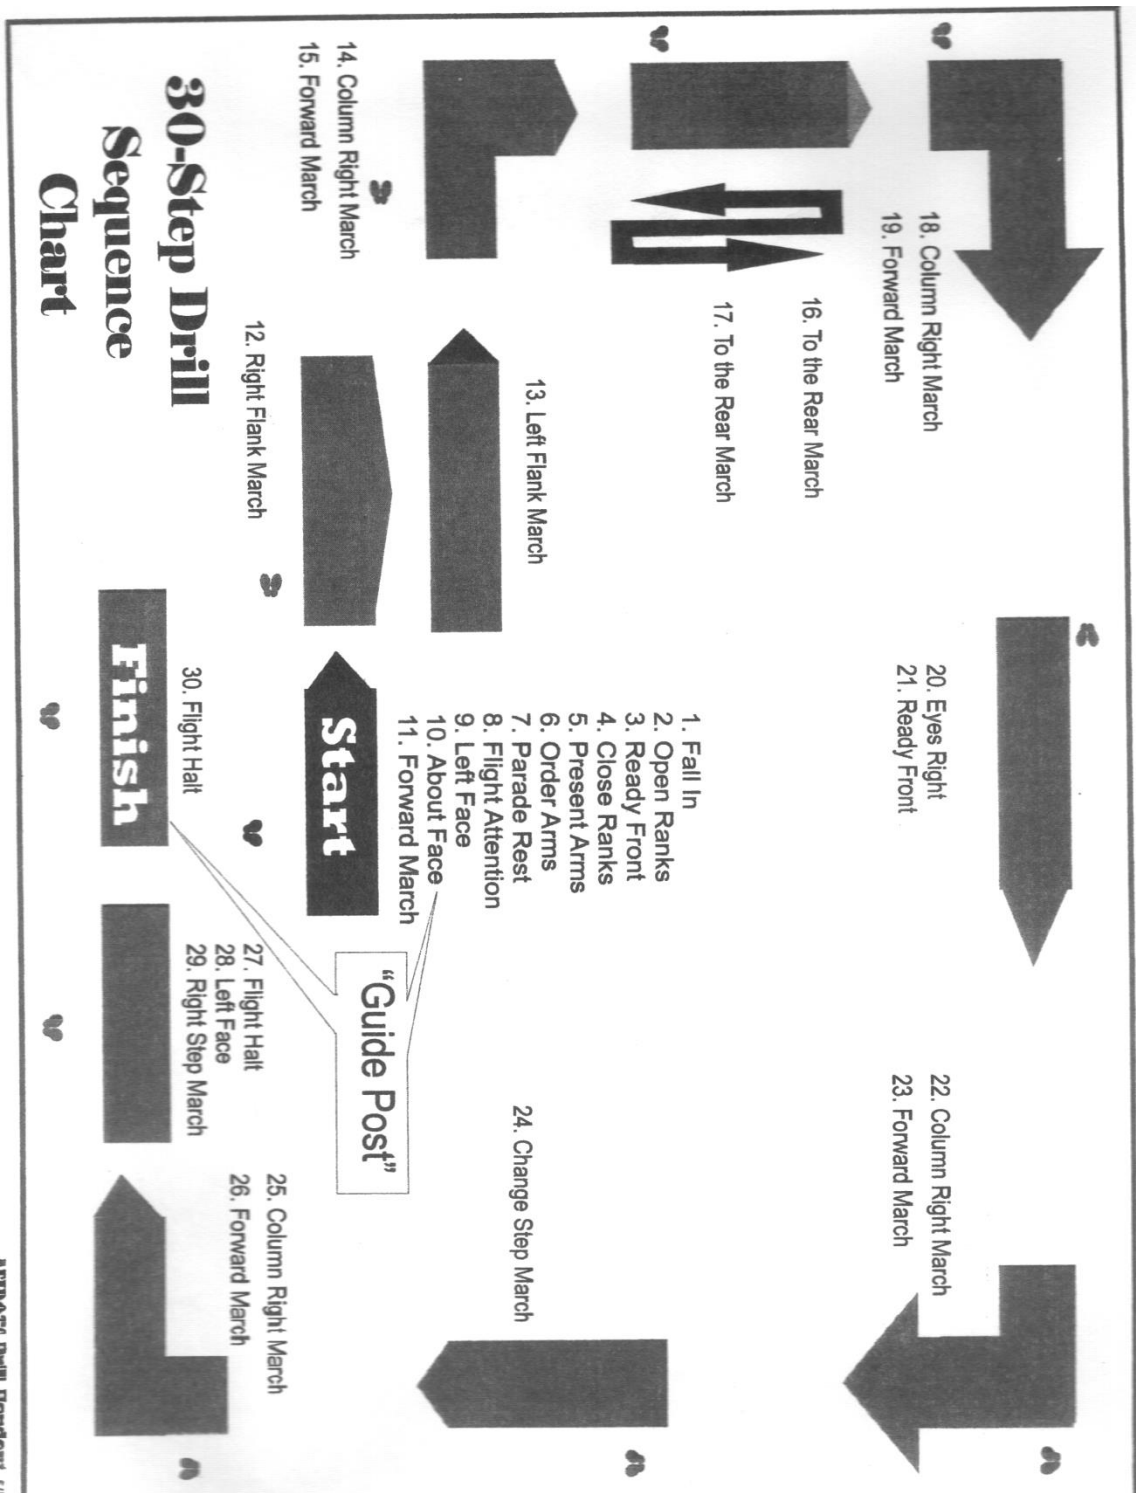 30-Step Drill
Sequence
Chart
Start
1. Fall In
2. Open Ranks
3. Ready Front
4. Close Ranks
5. Present Arms
6. Order Arms
7. Parade Rest
8. Flight Attention
9. Left Face
10. About Face
11. Forward March
"Guide Post"
12. Right Flank March
13. Left Flank March
14. Column Right March
15. Forward March
16. To the Rear March
17. To the Rear March
18. Column Right March
19. Forward March
20. Eyes Right
21. Ready Front
22. Column Right March
23. Forward March
24. Change Step March
25. Column Right March
26. Forward March
27. Flight Halt
28. Left Face
29. Right Step March
30. Flight Halt
Finish